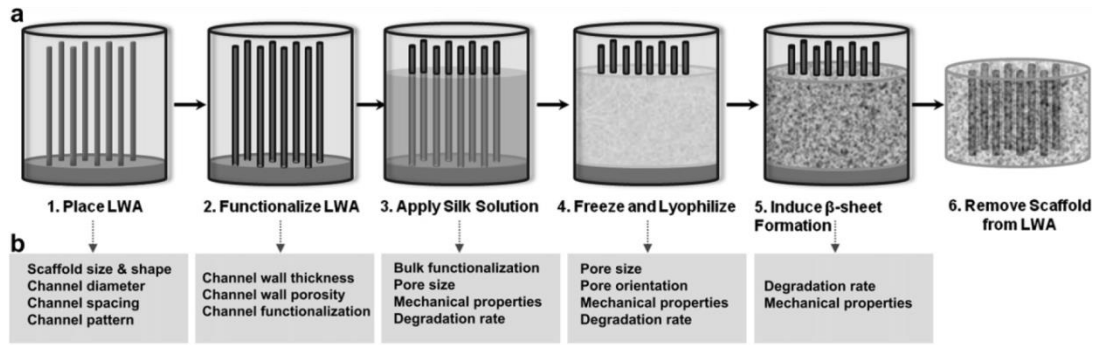 a
1. Place LWA
2. Functionalize LWA
3. Apply Silk Solution
4. Freeze and Lyophilize
5. Induce β-sheet
Formation
6. Remove Scaffold
from LWA
b
Scaffold size & shape
Channel diameter
Channel spacing
Channel pattern
Channel wall thickness
Channel wall porosity
Channel functionalization
Bulk functionalization
Pore size
Mechanical properties
Degradation rate
Pore size
Pore orientation
Mechanical properties
Degradation rate
Degradation rate
Mechanical properties